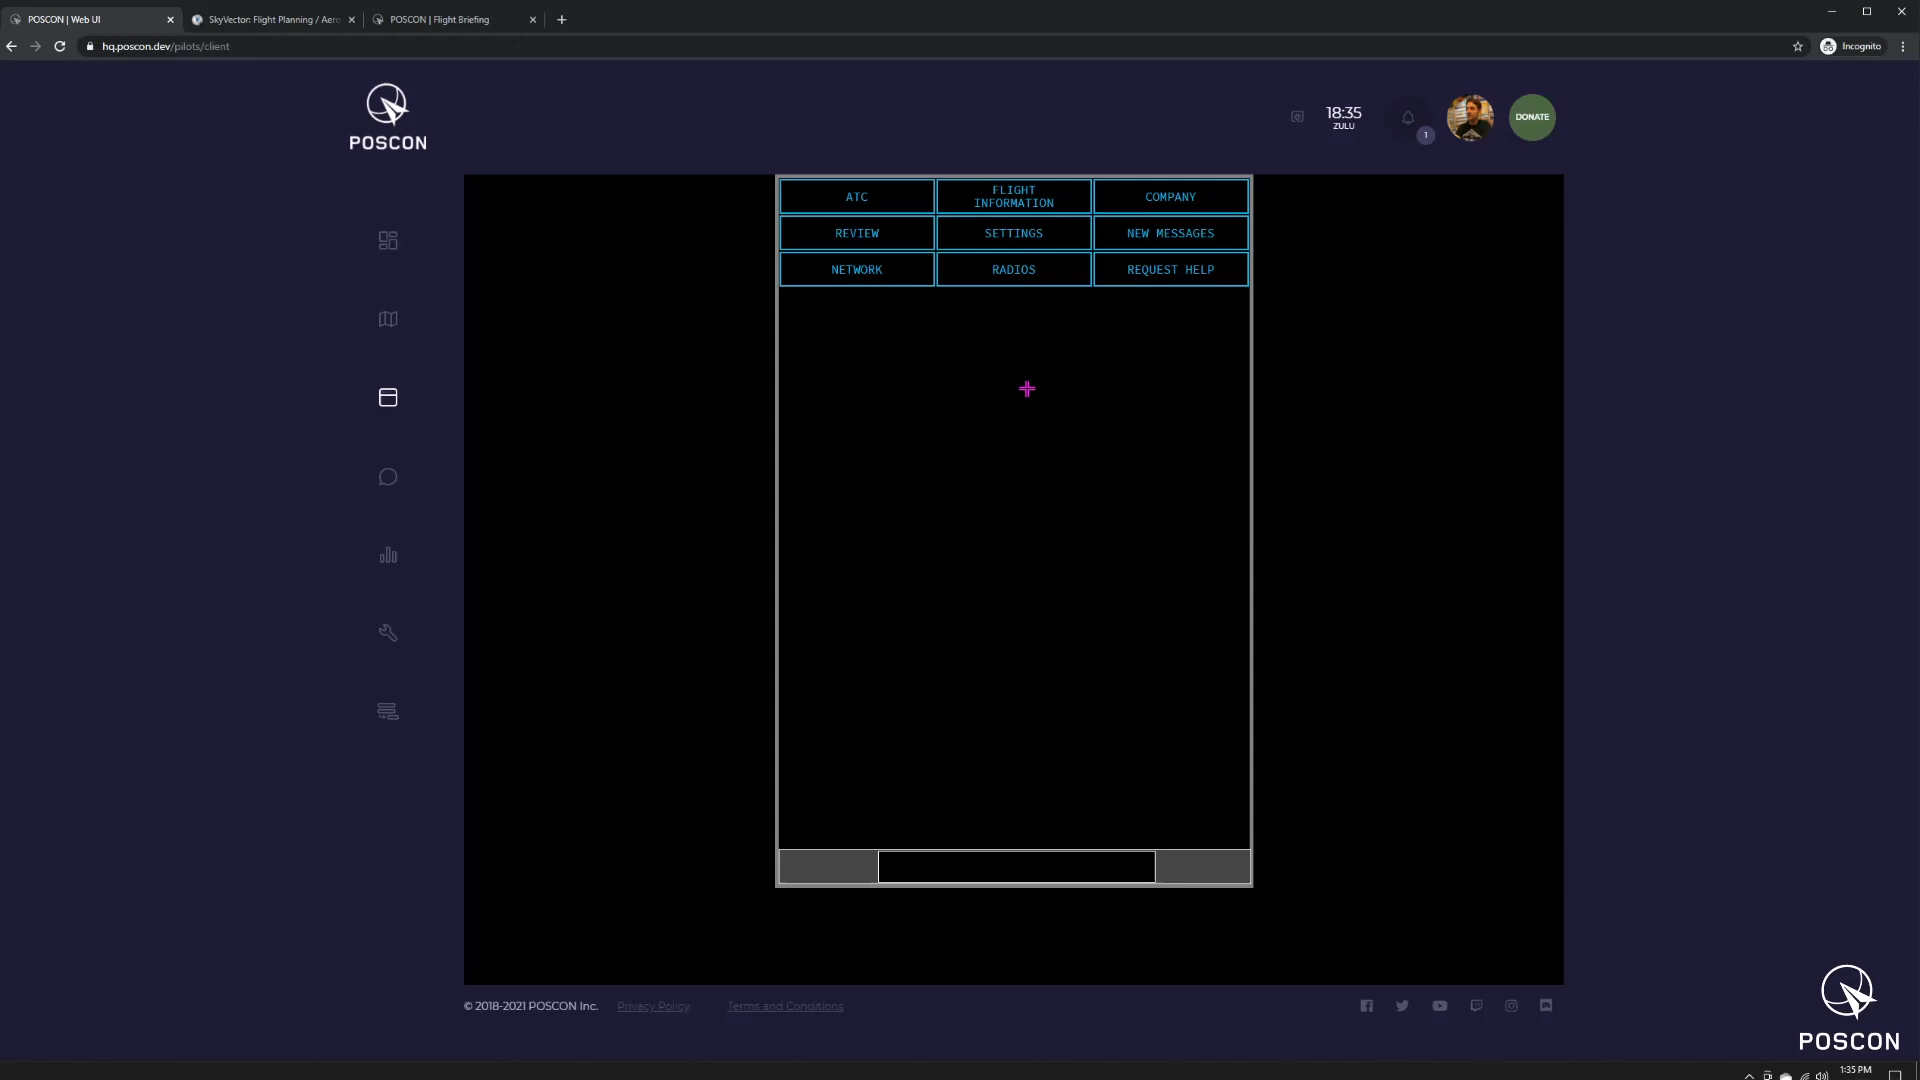 POSCON | Web UI
SkyVector: Flight Planning / Aero
POSCON | Flight Briefing
hq.poscon.dev/pilots/client
Incognito
POSCON
18:35
ZULU
1
DONATE
ATC
FLIGHT
INFORMATION
COMPANY
REVIEW
SETTINGS
NEW MESSAGES
NETWORK
RADIOS
REQUEST HELP
© 2018-2021 POSCON Inc.
Privacy Policy
Terms and Conditions
POSCON
1:35 PM